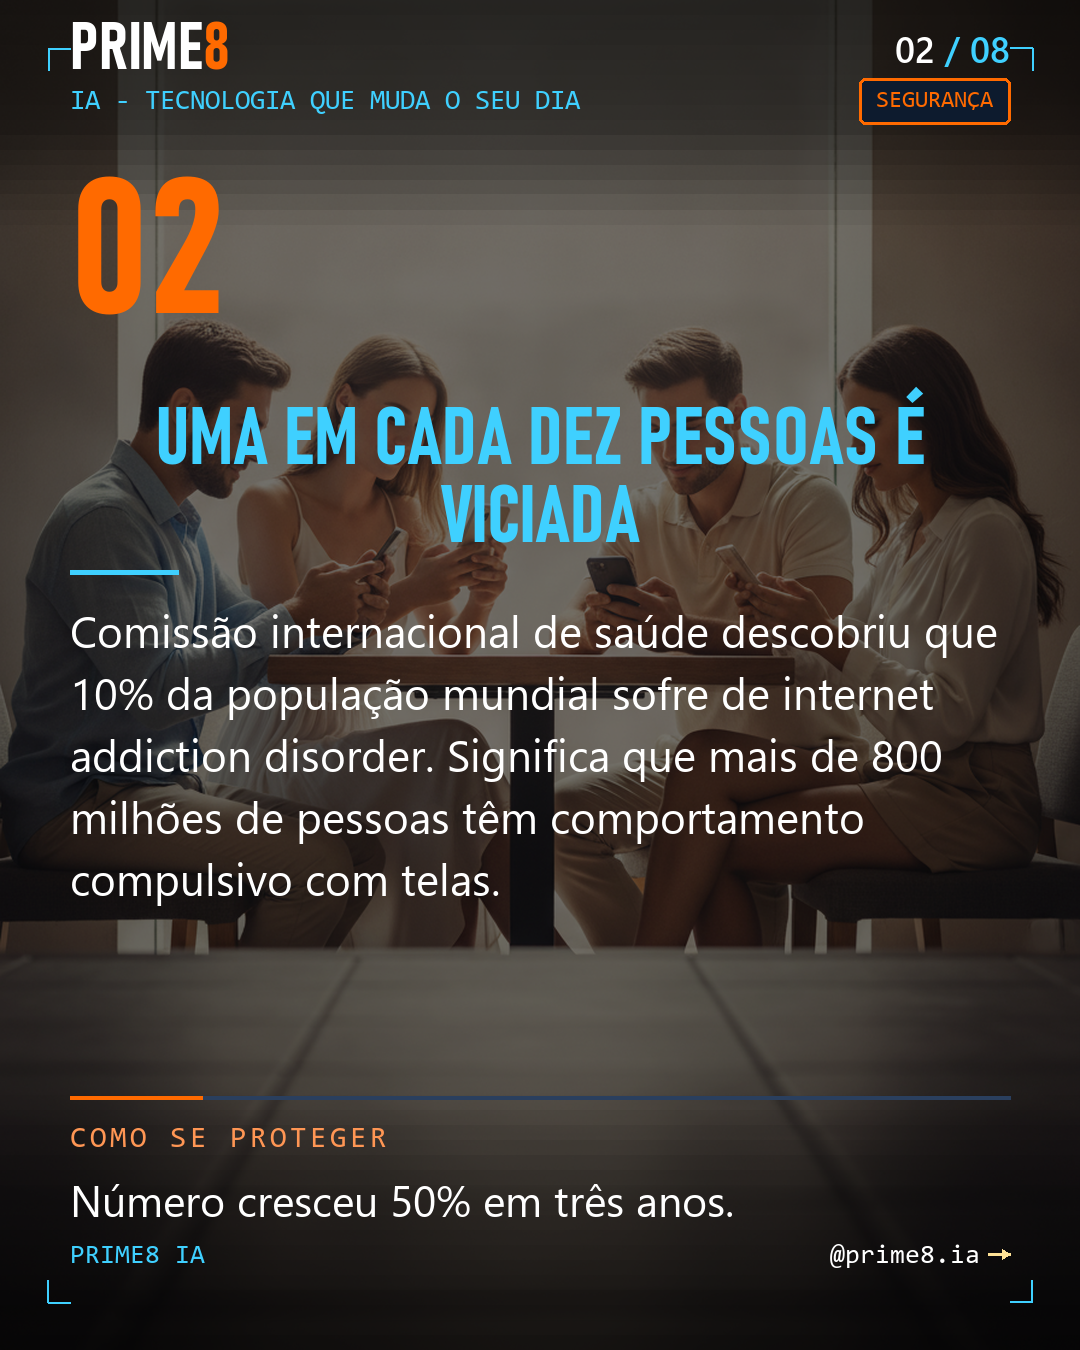 PRIME8
02 / 08
IA - TECNOLOGIA QUE MUDA O SEU DIA
SEGURANÇA
02
UMA EM CADA DEZ PESSOAS É
VICIADA
Comissão internacional de saúde descobriu que
10% da população mundial sofre de internet
addiction disorder. Significa que mais de 800
milhões de pessoas têm comportamento
compulsivo com telas.
COMO SE PROTEGER
Número cresceu 50% em três anos.
PRIME8 IA
@prime8.ia